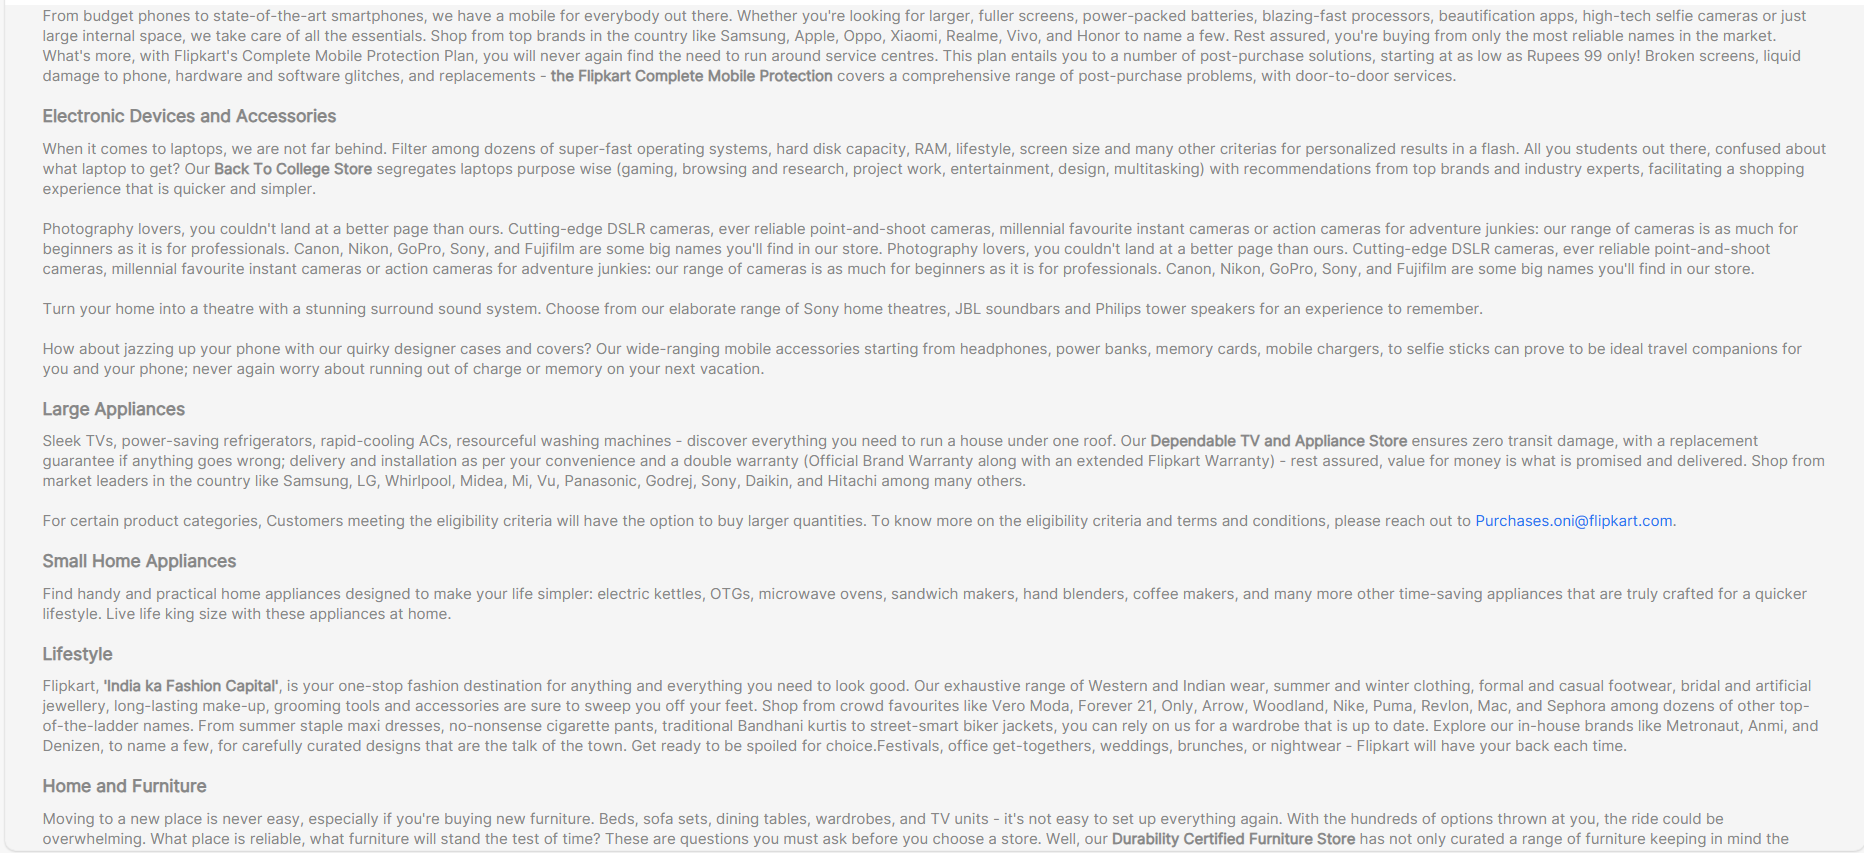 From budget phones to state-of-the-art smartphones, we have a mobile for everybody out there. Whether you're looking for larger, fuller screens, power-packed batteries, blazing-fast processors, beautification apps, high-tech selfie cameras or just
large internal space, we take care of all the essentials. Shop from top brands in the country like Samsung, Apple, Oppo, Xiaomi, Realme, Vivo, and Honor to name a few. Rest assured, you're buying from only the most reliable names in the market.
What's more, with Flipkart's Complete Mobile Protection Plan, you will never again find the need to run around service centres. This plan entails you to a number of post-purchase solutions, starting at as low as Rupees 99 only! Broken screens, liquid
damage to phone, hardware and software glitches, and replacements - the Flipkart Complete Mobile Protection covers a comprehensive range of post-purchase problems, with door-to-door services.
Electronic Devices and Accessories
When it comes to laptops, we are not far behind. Filter among dozens of super-fast operating systems, hard disk capacity, RAM, lifestyle, screen size and many other criterias for personalized results in a flash. All you students out there, confused about
what laptop to get? Our Back To College Store segregates laptops purpose wise (gaming, browsing and research, project work, entertainment, design, multitasking) with recommendations from top brands and industry experts, facilitating a shopping
experience that is quicker and simpler.
Photography lovers, you couldn't land at a better page than ours. Cutting-edge DSLR cameras, ever reliable point-and-shoot cameras, millennial favourite instant cameras or action cameras for adventure junkies: our range of cameras is as much for
beginners as it is for professionals. Canon, Nikon, GoPro, Sony, and Fujifilm are some big names you'll find in our store. Photography lovers, you couldn't land at a better page than ours. Cutting-edge DSLR cameras, ever reliable point-and-shoot
cameras, millennial favourite instant cameras or action cameras for adventure junkies: our range of cameras is as much for beginners as it is for professionals. Canon, Nikon, GoPro, Sony, and Fujifilm are some big names you'll find in our store.
Turn your home into a theatre with a stunning surround sound system. Choose from our elaborate range of Sony home theatres, JBL soundbars and Philips tower speakers for an experience to remember.
How about jazzing up your phone with our quirky designer cases and covers? Our wide-ranging mobile accessories starting from headphones, power banks, memory cards, mobile chargers, to selfie sticks can prove to be ideal travel companions for
you and your phone; never again worry about running out of charge or memory on your next vacation.
Large Appliances
Sleek TVs, power-saving refrigerators, rapid-cooling ACs, resourceful washing machines - discover everything you need to run a house under one roof. Our Dependable TV and Appliance Store ensures zero transit damage, with a replacement
guarantee if anything goes wrong; delivery and installation as per your convenience and a double warranty (Official Brand Warranty along with an extended Flipkart Warranty) - rest assured, value for money is what is promised and delivered. Shop from
market leaders in the country like Samsung, LG, Whirlpool, Midea, Mi, Vu, Panasonic, Godrej, Sony, Daikin, and Hitachi among many others.
For certain product categories, Customers meeting the eligibility criteria will have the option to buy larger quantities. To know more on the eligibility criteria and terms and conditions, please reach out to Purchases.oni@flipkart.com.
Small Home Appliances
Find handy and practical home appliances designed to make your life simpler: electric kettles, OTGs, microwave ovens, sandwich makers, hand blenders, coffee makers, and many more other time-saving appliances that are truly crafted for a quicker
lifestyle. Live life king size with these appliances at home.
Lifestyle
Flipkart, 'India ka Fashion Capital', is your one-stop fashion destination for anything and everything you need to look good. Our exhaustive range of Western and Indian wear, summer and winter clothing, formal and casual footwear, bridal and artificial
jewellery, long-lasting make-up, grooming tools and accessories are sure to sweep you off your feet. Shop from crowd favourites like Vero Moda, Forever 21, Only, Arrow, Woodland, Nike, Puma, Revlon, Mac, and Sephora among dozens of other top-
of-the-ladder names. From summer staple maxi dresses, no-nonsense cigarette pants, traditional Bandhani kurtis to street-smart biker jackets, you can rely on us for a wardrobe that is up to date. Explore our in-house brands like Metronaut, Anmi, and
Denizen, to name a few, for carefully curated designs that are the talk of the town. Get ready to be spoiled for choice.Festivals, office get-togethers, weddings, brunches, or nightwear - Flipkart will have your back each time.
Home and Furniture
Moving to a new place is never easy, especially if you're buying new furniture. Beds, sofa sets, dining tables, wardrobes, and TV units - it's not easy to set up everything again. With the hundreds of options thrown at you, the ride could be
overwhelming. What place is reliable, what furniture will stand the test of time? These are questions you must ask before you choose a store. Well, our Durability Certified Furniture Store has not only curated a range of furniture keeping in mind the